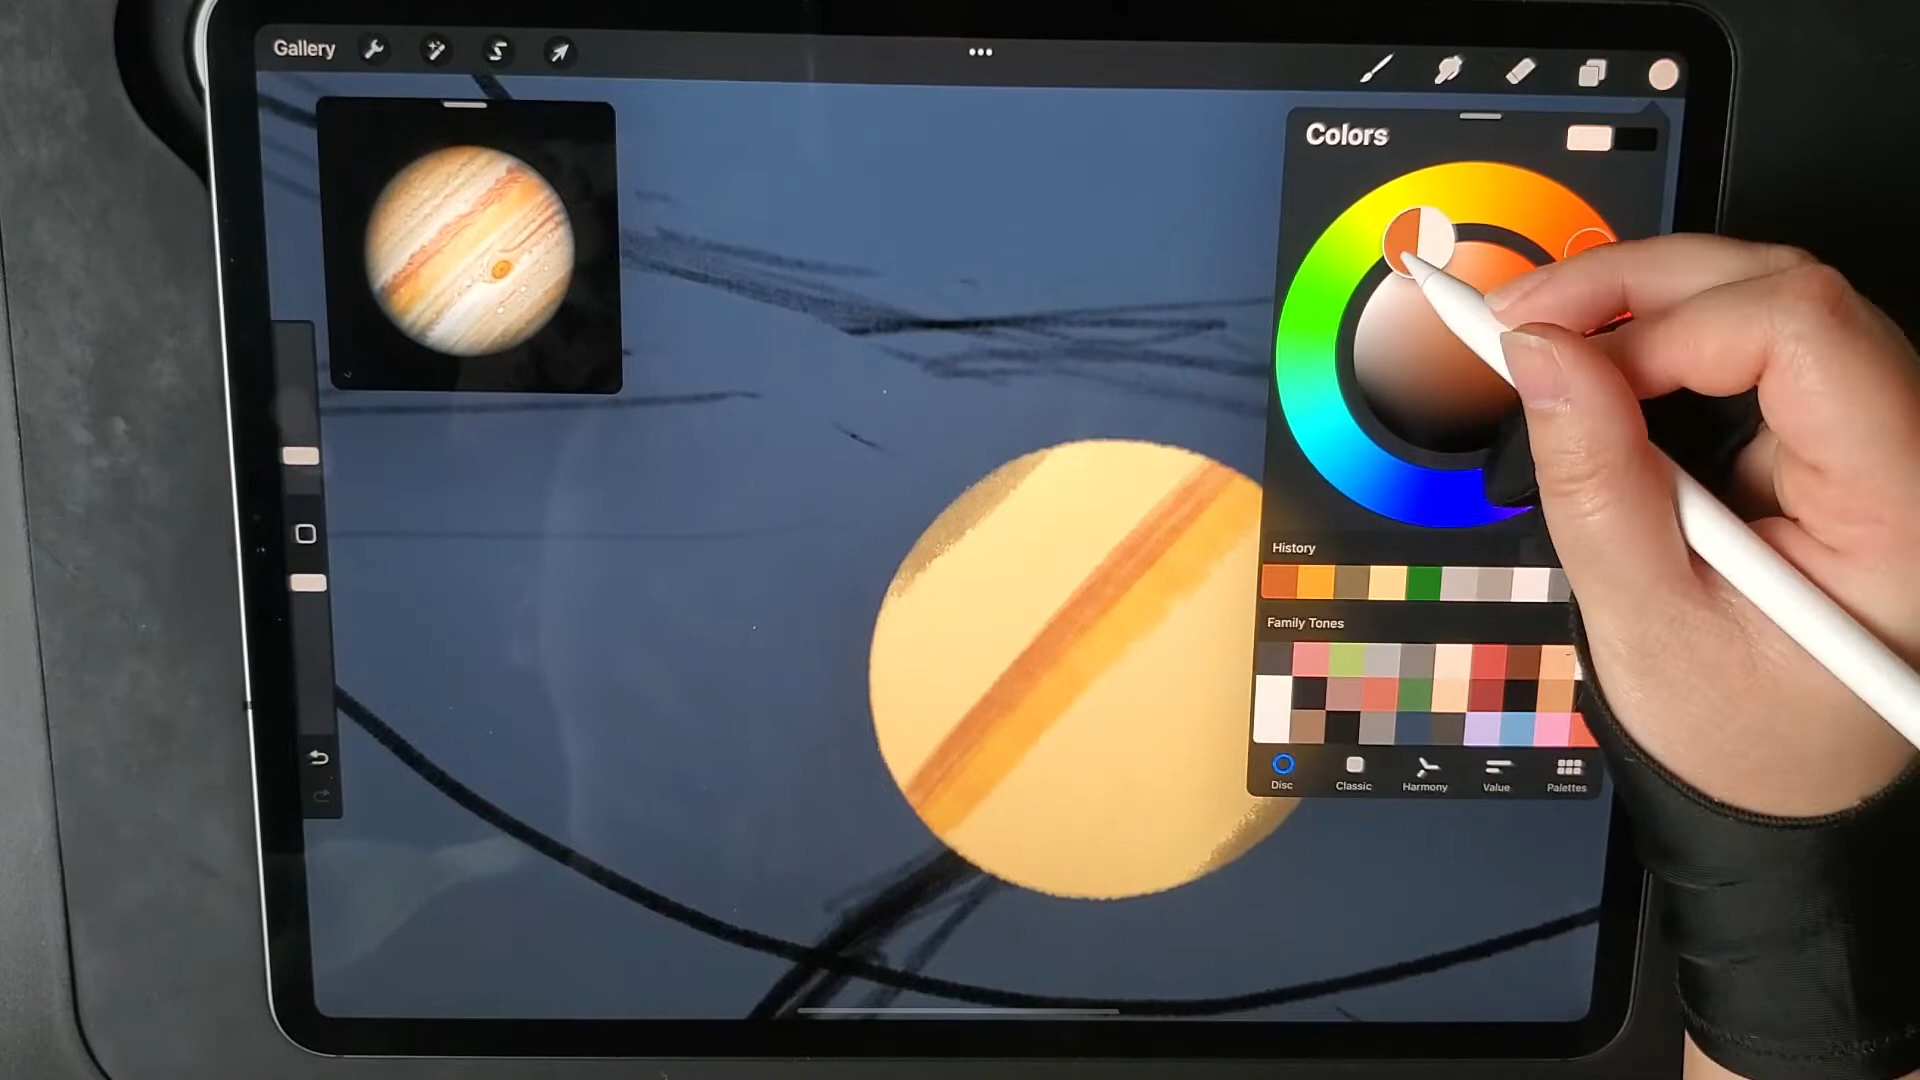 Gallery
Colors
History
Family Tones
Disc
Classic
Harmony
Value
Palettes